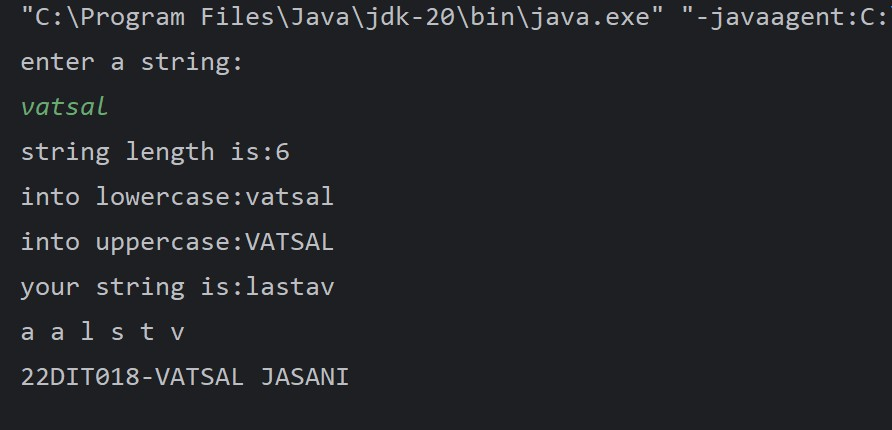 "C:\Program Files\Java\jdk-20\bin\java.exe" "-javaagent:C:\
enter a string:
vatsal
string length is:6
into lowercase:vatsal
into uppercase:VATSAL
your string is:lastav
a a l s t v
22DIT018-VATSAL JASANI